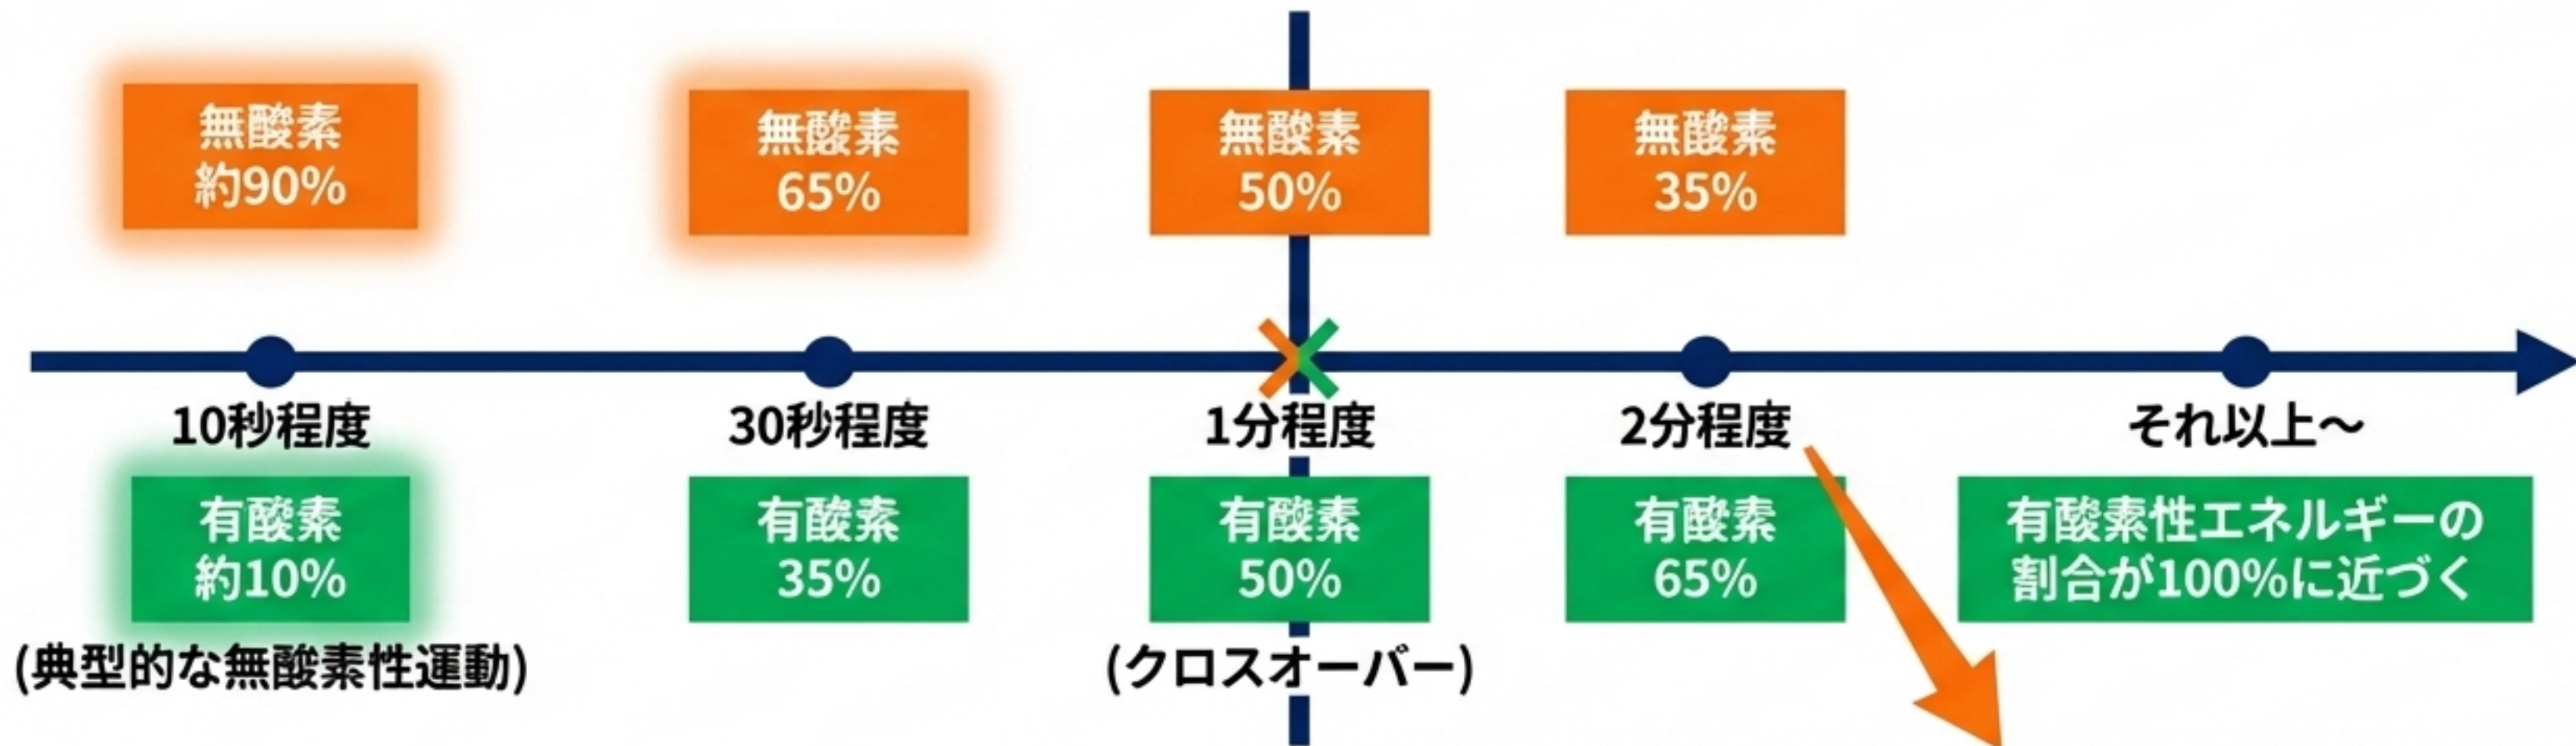 無酸素
約90%
無酸素
65%
無酸素
50%
無酸素
35%
10秒程度
30秒程度
1分程度
2分程度
それ以上～
有酸素
約10%
有酸素
35%
有酸素
50%
有酸素
65%
有酸素性エネルギーの
割合が100%に近づく
(典型的な無酸素性運動)
(クロスオーバー)